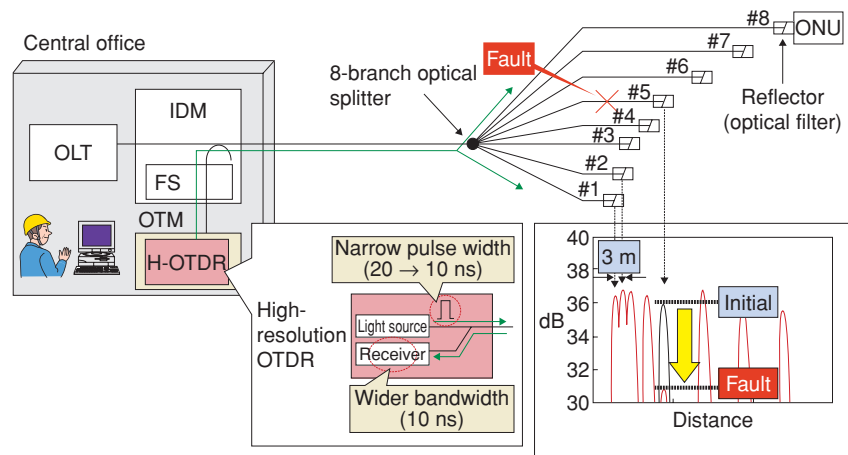 Central office
IDM
OLT
FS
OTM
H-OTDR
8-branch optical
splitter
Fault
#8
ONU
#7
#6
#5
#4
#3
#2
#1
Reflector
(optical filter)
High-
resolution
OTDR
Narrow pulse width
(20 → 10 ns)
Light source
Receiver
Wider bandwidth
(10 ns)
40
38
36
dB
34
33
31
30
3 m
Initial
Fault
Distance